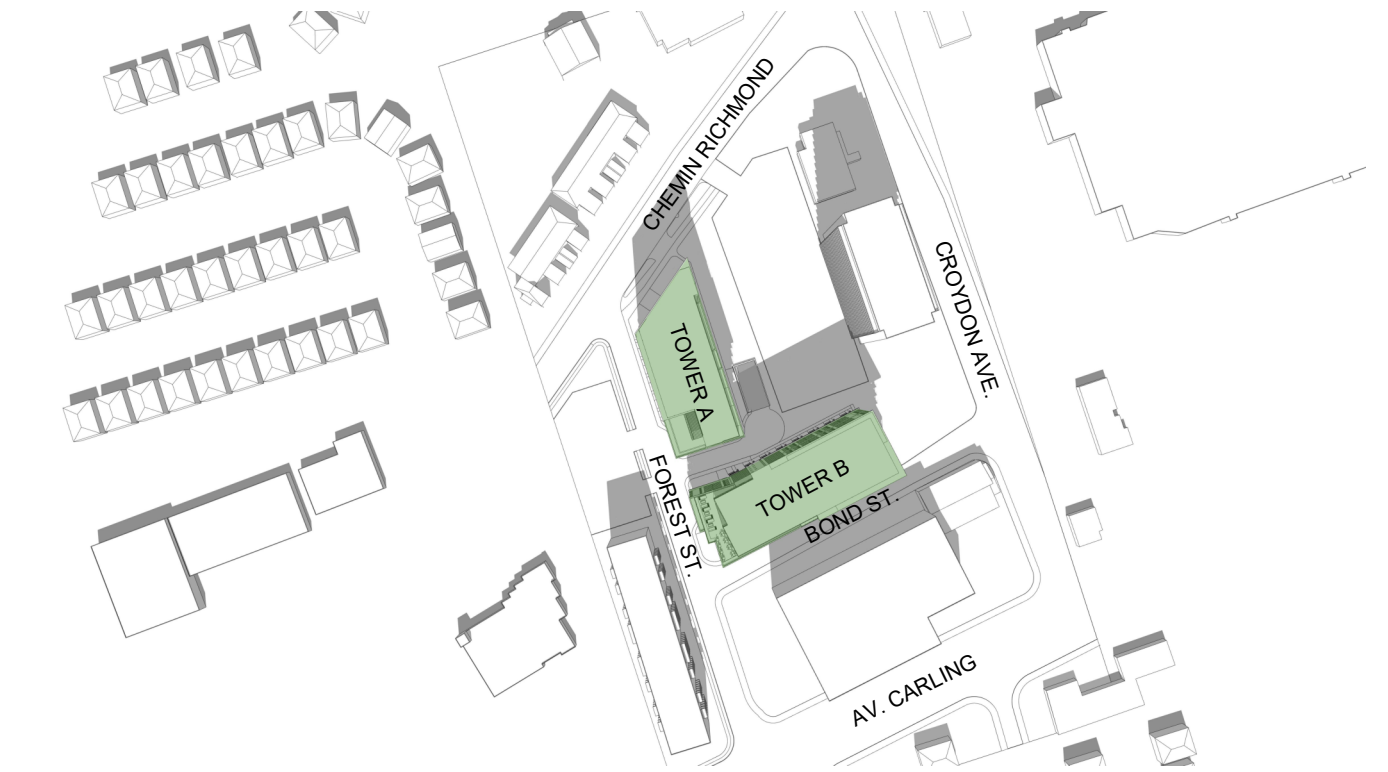 CHEMIN RICHMOND
CROYDON AVE.
TOWER A
TOWER B
FOREST ST.
BOND ST.
AV. CARLING